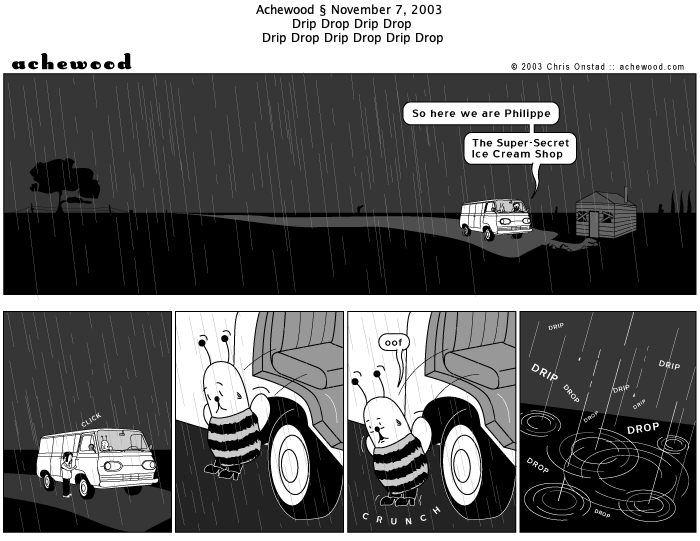 Achewood § November 7, 2003
Drip Drop Drip Drop
Drip Drop Drip Drop Drip Drop
achewood
© 2003 Chris Onstad :: achewood.com
So here we are Philippe
The Super-Secret
Ice Cream Shop
CLICK
oof
CRUNCH
DRIP
DRIP
DRIP
DROP
DRIP
DRIP
DROP
DROP
DROP
DROP